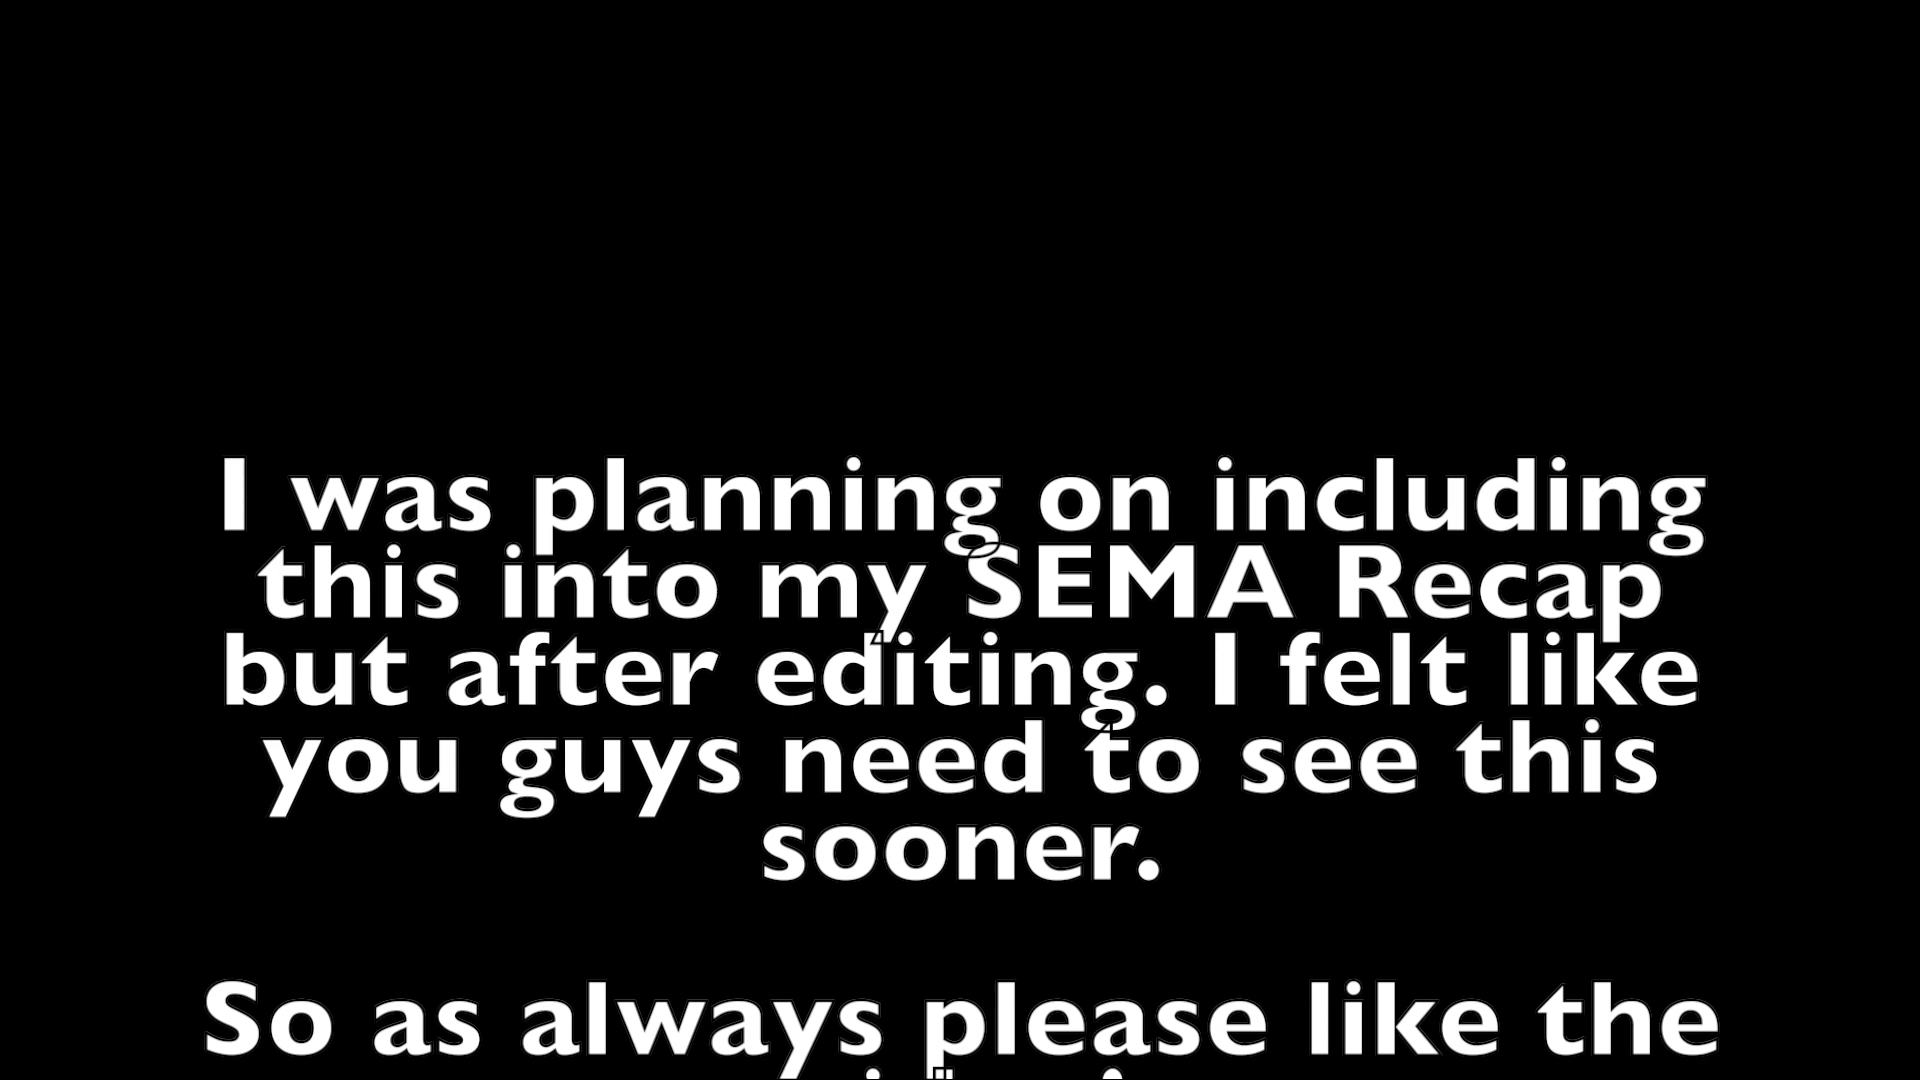 I was planning on including
this into my SEMA Recap
but after editing. I felt like
you guys need to see this
sooner.
So as always please like the